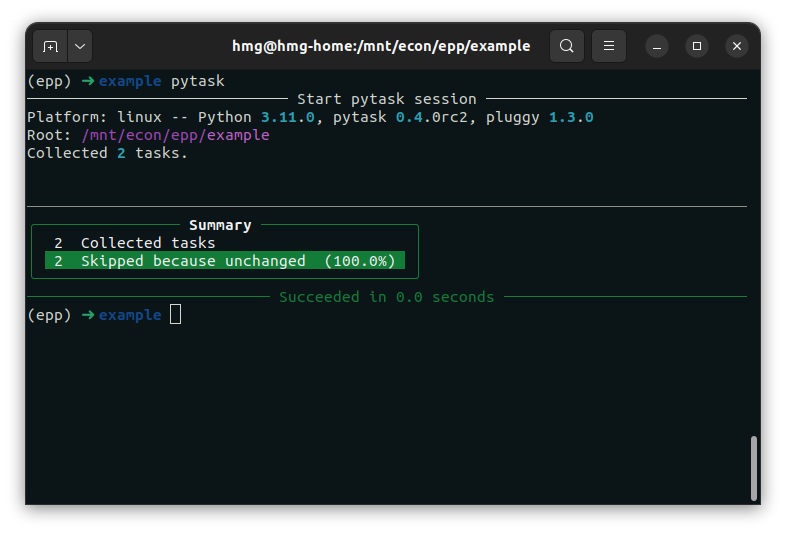 hmg@hmg-home:/mnt/econ/epp/example
(epp) ➜ example pytask
Start pytask session
Platform: linux -- Python 3.11.0, pytask 0.4.0rc2, pluggy 1.3.0
Root: /mnt/econ/epp/example
Collected 2 tasks.
Summary
2 Collected tasks
2 Skipped because unchanged (100.0%)
Succeeded in 0.0 seconds
(epp) ➜ example